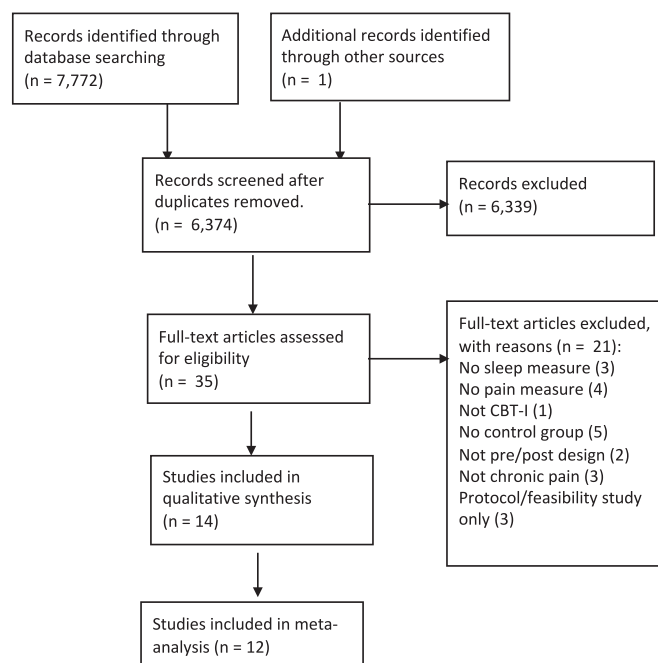 Records identified through
database searching
(n = 7,772)
Additional records identified
through other sources
(n = 1)
Records screened after
duplicates removed.
(n = 6,374)
Records excluded
(n = 6,339)
Full-text articles assessed
for eligibility
(n = 35)
Full-text articles excluded,
with reasons (n = 21):
No sleep measure (3)
No pain measure (4)
Not CBT-I (1)
No control group (5)
Not pre/post design (2)
Not chronic pain (3)
Protocol/feasibility study
only (3)
Studies included in
qualitative synthesis
(n = 14)
Studies included in meta-
analysis (n = 12)